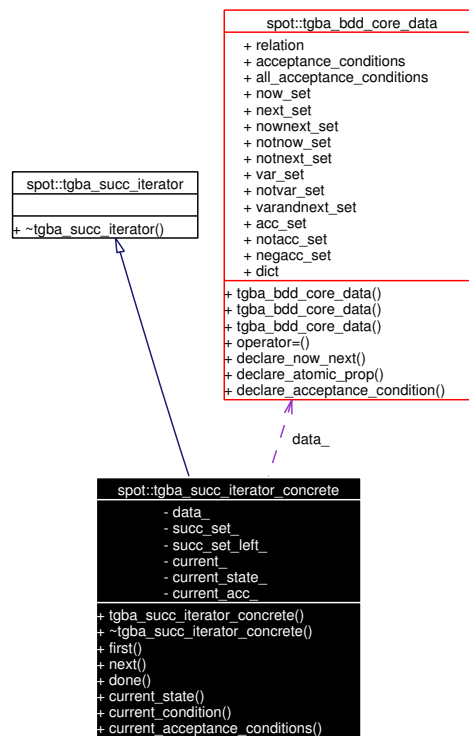 spot::tgba_bdd_core_data
+ relation
+ acceptance_conditions
+ all_acceptance_conditions
+ now_set
+ next_set
+ nownext_set
+ notnow_set
+ notnext_set
+ var_set
+ notvar_set
+ varandnext_set
+ acc_set
+ notacc_set
+ negacc_set
+ dict
+ tgba_bdd_core_data()
+ tgba_bdd_core_data()
+ tgba_bdd_core_data()
+ operator=()
+ declare_now_next()
+ declare_atomic_prop()
+ declare_acceptance_condition()
spot::tgba_succ_iterator
+ ~tgba_succ_iterator()
data_
spot::tgba_succ_iterator_concrete
- data_
- succ_set_
- succ_set_left_
- current_
- current_state_
- current_acc_
+ tgba_succ_iterator_concrete()
+ ~tgba_succ_iterator_concrete()
+ first()
+ next()
+ done()
+ current_state()
+ current_condition()
+ current_acceptance_conditions()